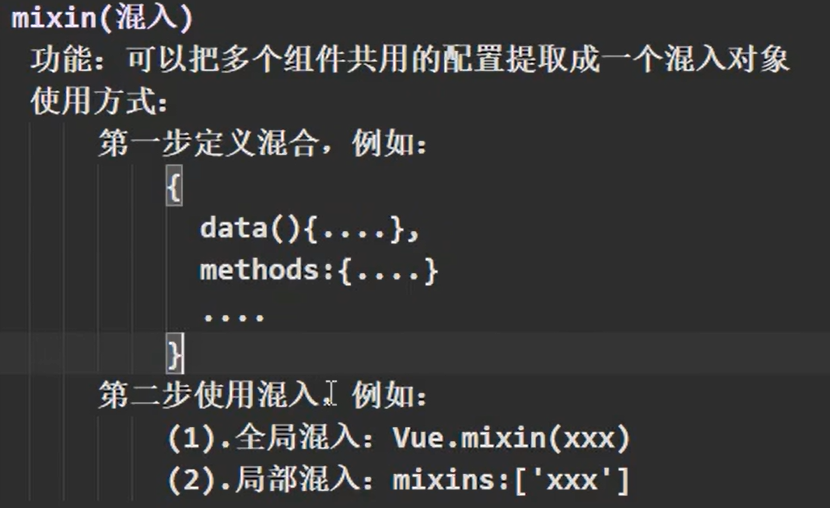 mixin(混入)
功能：可以把多个组件共用的配置提取成一个混入对象
使用方式：
第一步定义混合，例如：
{
data(){....},
methods:{....}
....
}
第二步使用混入，例如：
(1).全局混入：Vue.mixin(xxx)
(2).局部混入：mixins:['xxx']